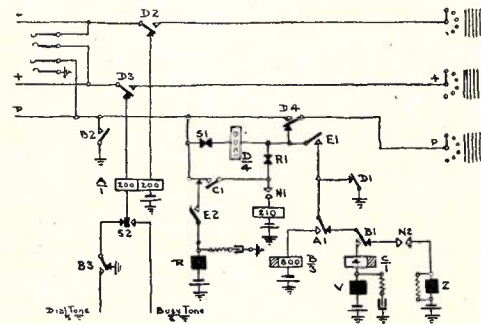 - D2 -
+ D3 +
P D4 P
B2
S1 D/4 E1
R1
A/1 200 200
C1 N1 D1
E2 210
S2
A1 B1 N2
B3 R 800 B/3 4 C/1
V Z
Dial Tone Busy Tone